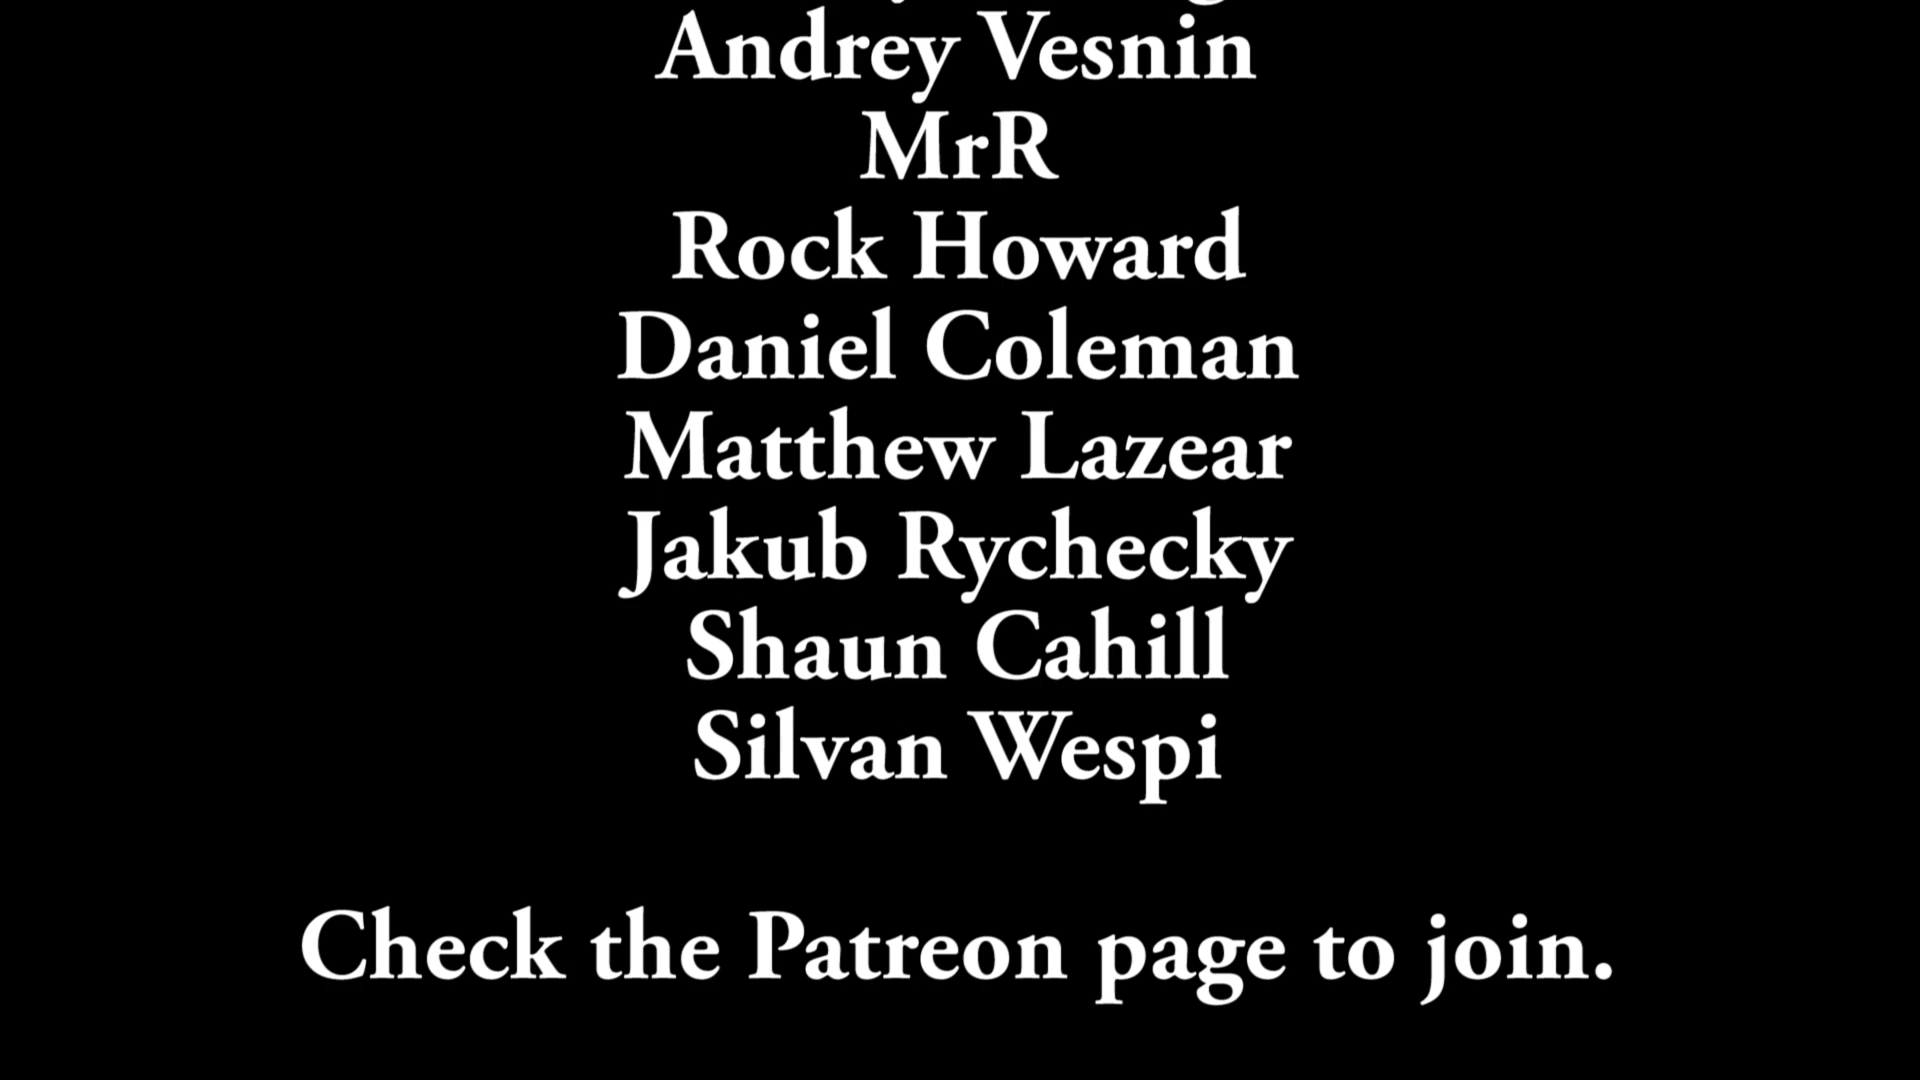 Andrey Vesnin
MrR
Rock Howard
Daniel Coleman
Matthew Lazear
Jakub Rychecky
Shaun Cahill
Silvan Wespi
Check the Patreon page to join.